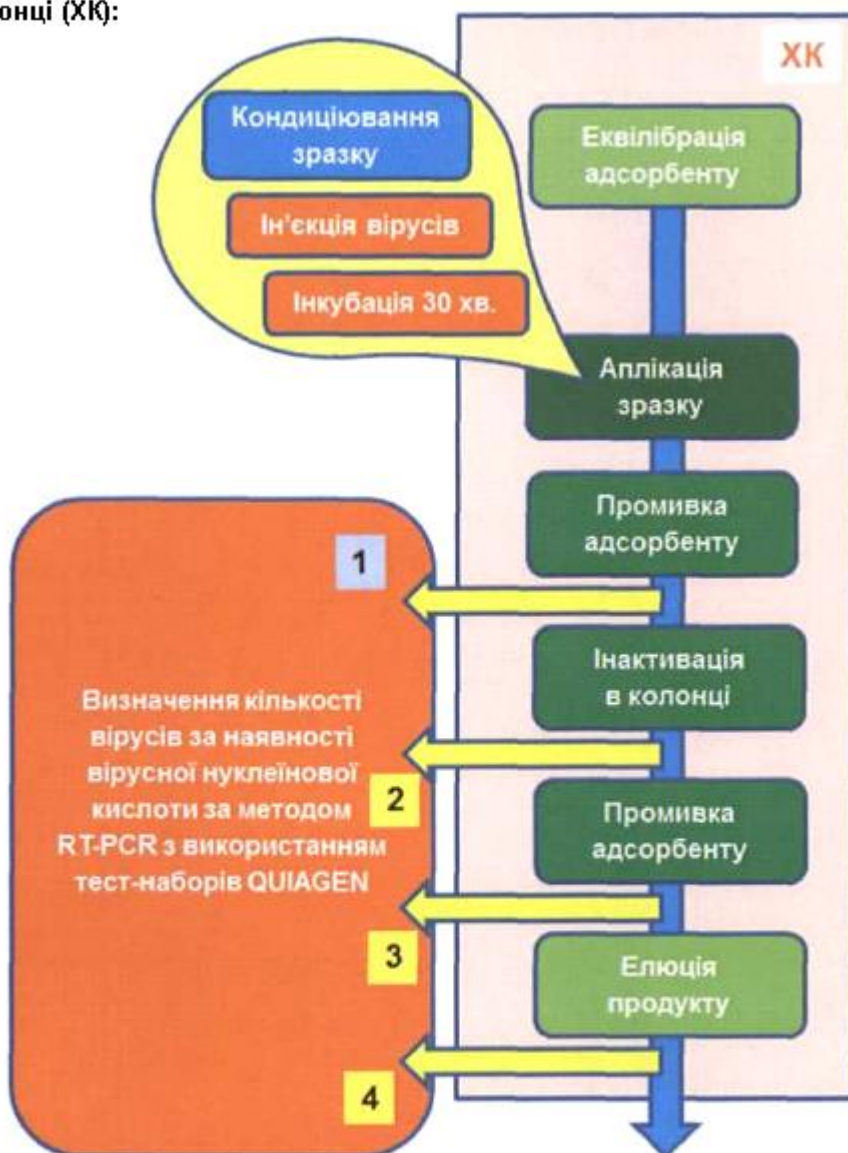 онці (ХК):
ХК
Кондиціювання
зразку
Ін'єкція вірусів
Інкубація 30 хв.
Еквілібрація
адсорбенту
Аплікація
зразку
Промивка
адсорбенту
1
Інактивація
в колонці
Визначення кількості
вірусів за наявності
вірусної нуклеїнової
кислоти за методом
RT-PCR з використанням
тест-наборів QUIAGEN
2
Промивка
адсорбенту
3
Елюція
продукту
4